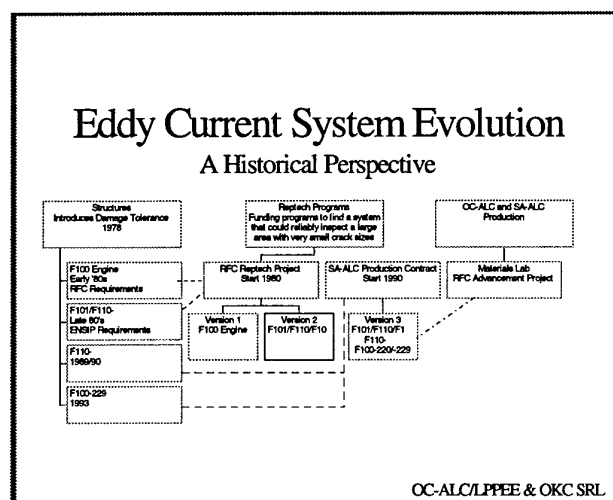 Eddy Current System Evolution
A Historical Perspective
Structures
Introduces Damage Tolerance
1978
Reptech Programs
Funding programs to find a system
that could reliably inspect a large
area with very small crack sizes
OC-ALC and SA-ALC
Production
F100 Engine
Early '80s
RFC Requirements
RFC Reptech Project
Start 1980
SA-ALC Production Contract
Start 1990
Materials Lab
RFC Advancement Project
F101/F110-
Late 80's
ENSIP Requirements
Version 1
F100 Engine
Version 2
F101/F110/F10
Version 3
F101/F110/F1
F110-
F100-220/-229
F110-
1989/90
F100-229
1993
OC-ALC/LPPEE & OKC SRL